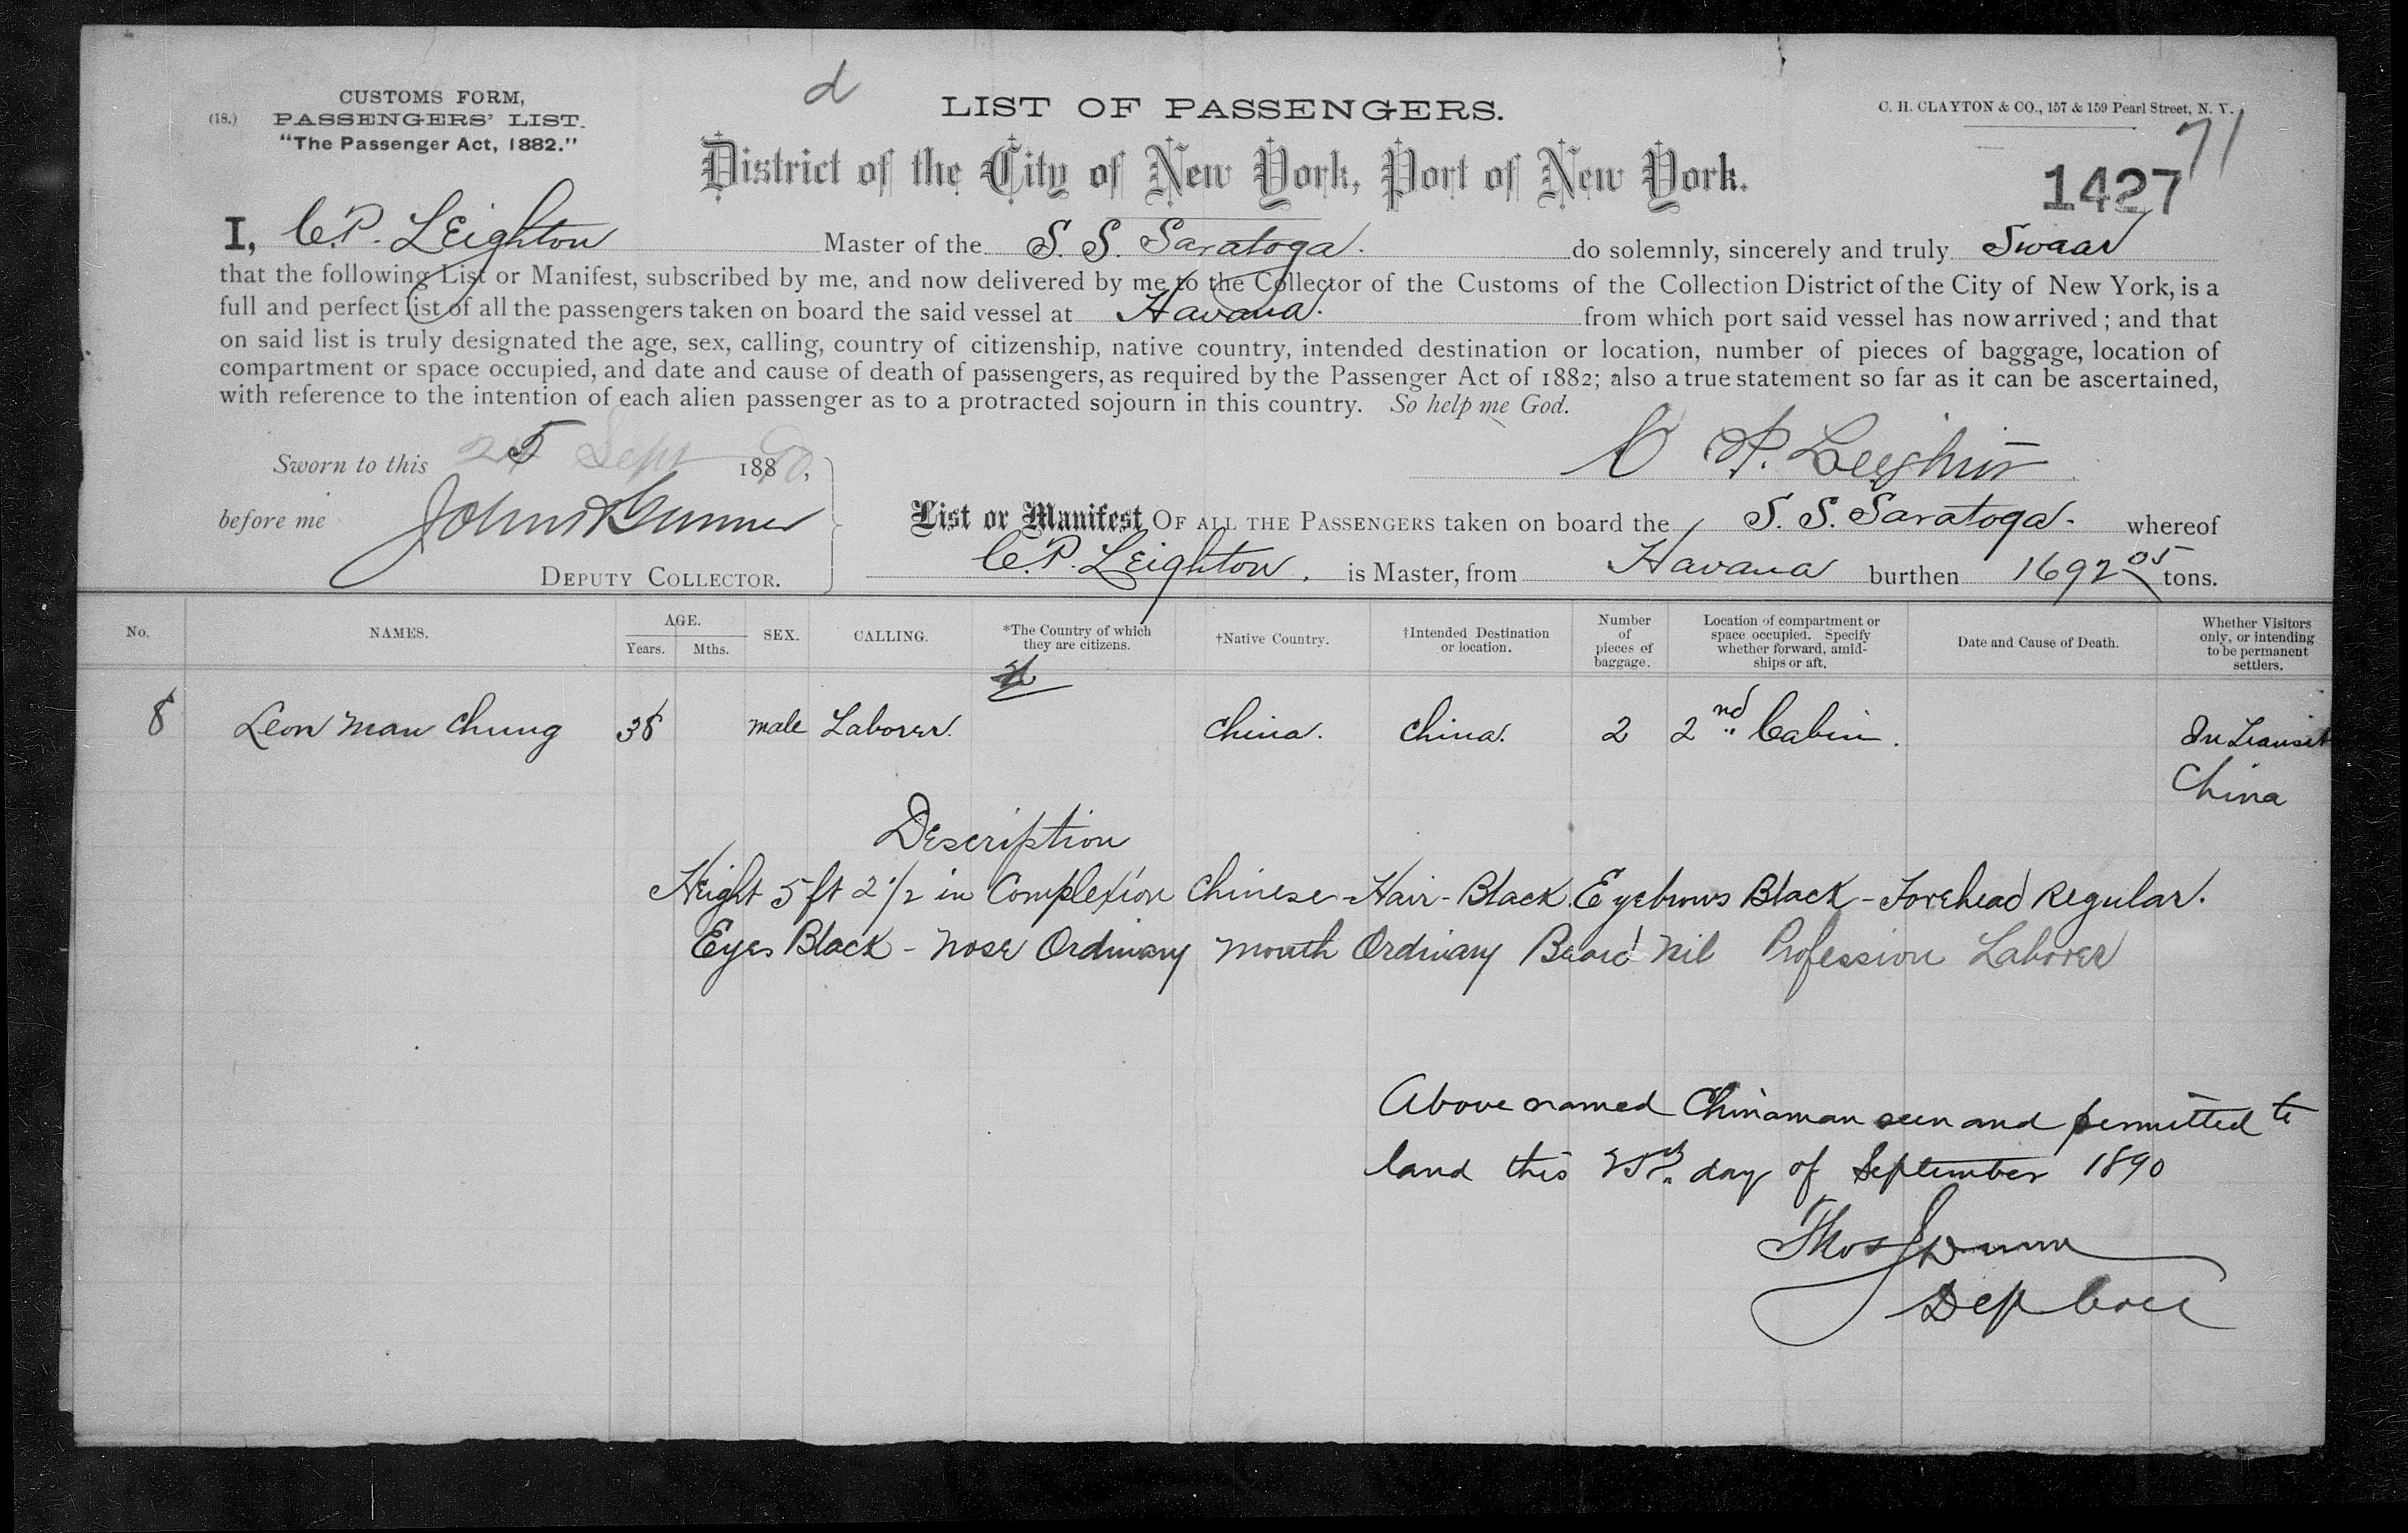 d
CUSTOMS FORM,
(18.) PASSENGERS' LIST.
"The Passenger Act, 1882."
LIST OF PASSENGERS.
C. H. CLAYTON & CO., 157 & 159 Pearl Street, N. Y.
71
District of the City of New York, Port of New York.
1427
I, C. P. Leighton Master of the S. S. Saratoga. do solemnly, sincerely and truly Swear
that the following List or Manifest, subscribed by me, and now delivered by me to the Collector of the Customs of the Collection District of the City of New York, is a
full and perfect list of all the passengers taken on board the said vessel at Havana. from which port said vessel has now arrived; and that
on said list is truly designated the age, sex, calling, country of citizenship, native country, intended destination or location, number of pieces of baggage, location of
compartment or space occupied, and date and cause of death of passengers, as required by the Passenger Act of 1882; also a true statement so far as it can be ascertained,
with reference to the intention of each alien passenger as to a protracted sojourn in this country. So help me God.
Sworn to this 25 Sept 1890,
C P. Leighton
before me
DEPUTY COLLECTOR.
List or Manifest OF ALL THE PASSENGERS taken on board the S. S. Saratoga. whereof
C. P. Leighton. is Master, from Havana burthen 1692 05 tons.
No. NAMES. AGE. Years. Mths. SEX. CALLING. *The Country of which they are citizens. †Native Country. †Intended Destination or location. Number of pieces of baggage. Location of compartment or space occupied. Specify whether forward, amidships or aft. Date and Cause of Death. Whether Visitors only, or intending to be permanent settlers.
8 Leon Man Chung 38 male Laborer. China. China. 2 2nd Cabin. In Transit
China
Description
Height 5 ft 2 1/2 in Complexion Chinese - Hair - Black Eyebrows Black - Forehead Regular.
Eyes Black - Nose Ordinary Mouth Ordinary Beard Nil Profession Laborer
Above named Chinaman seen and permitted to
land this 25th day of September 1890
Thos Dunn
Dep Coll